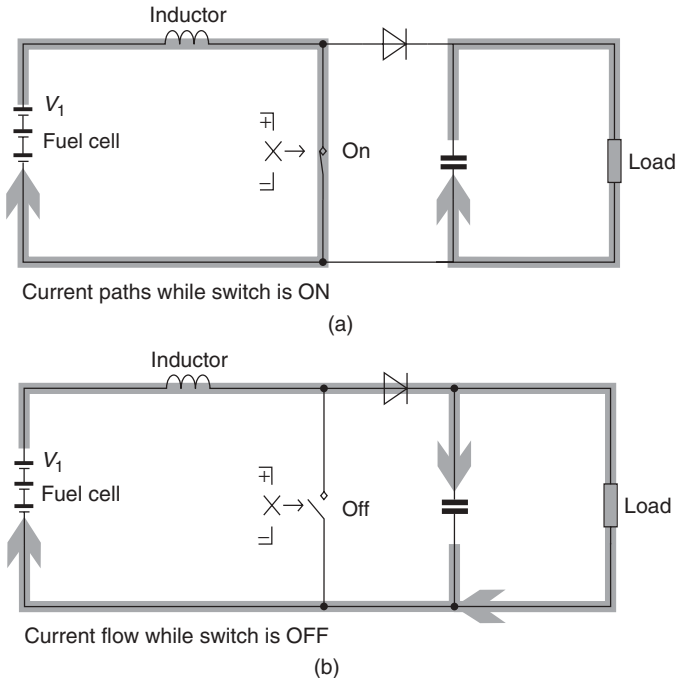 Inductor
V1
Fuel cell
+
On
−
Load
Current paths while switch is ON
(a)
Inductor
V1
Fuel cell
+
Off
−
Load
Current flow while switch is OFF
(b)